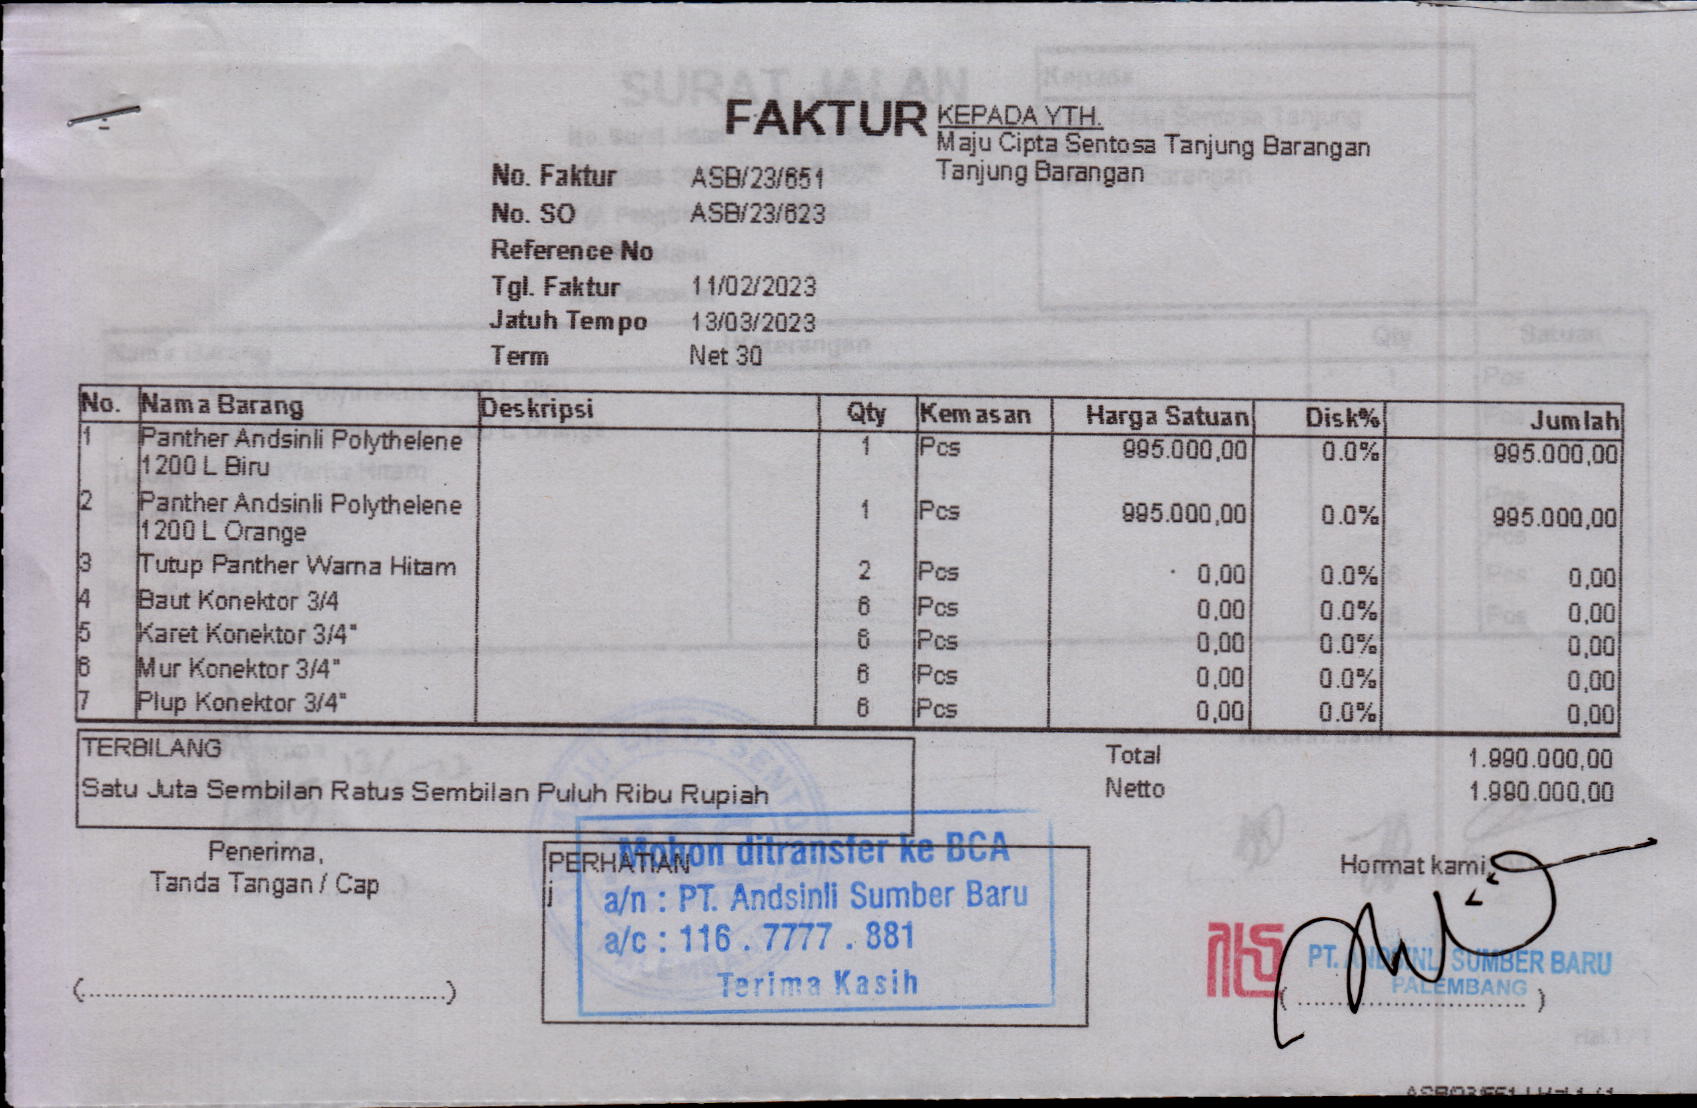 FAKTUR
KEPADA YTH.
Maju Cipta Sentosa Tanjung Barangan
Tanjung Barangan
No. Faktur ASB/23/651
No. SO ASB/23/623
Reference No
Tgl. Faktur 11/02/2023
Jatuh Tempo 13/03/2023
Term Net 30
No. Nama Barang Deskripsi Qty Kemasan Harga Satuan Disk% Jumlah
1 Panther Andsinli Polythelene 1 Pcs 995.000,00 0.0% 995.000,00
1200 L Biru
2 Panther Andsinli Polythelene 1 Pcs 995.000,00 0.0% 995.000,00
1200 L Orange
3 Tutup Panther Warna Hitam 2 Pcs 0,00 0.0% 0,00
4 Baut Konektor 3/4 6 Pcs 0,00 0.0% 0,00
5 Karet Konektor 3/4" 6 Pcs 0,00 0.0% 0,00
6 Mur Konektor 3/4" 6 Pcs 0,00 0.0% 0,00
7 Plup Konektor 3/4" 6 Pcs 0,00 0.0% 0,00
TERBILANG
Satu Juta Sembilan Ratus Sembilan Puluh Ribu Rupiah
Total 1.990.000,00
Netto 1.990.000,00
Penerima,
Tanda Tangan / Cap
(..............................................)
PERHATIAN
Mohon ditransfer ke BCA
a/n : PT. Andsinli Sumber Baru
a/c : 116 . 7777 . 881
Terima Kasih
Hormat kami,
PT. ANDSINLI SUMBER BARU
PALEMBANG
(..............................)